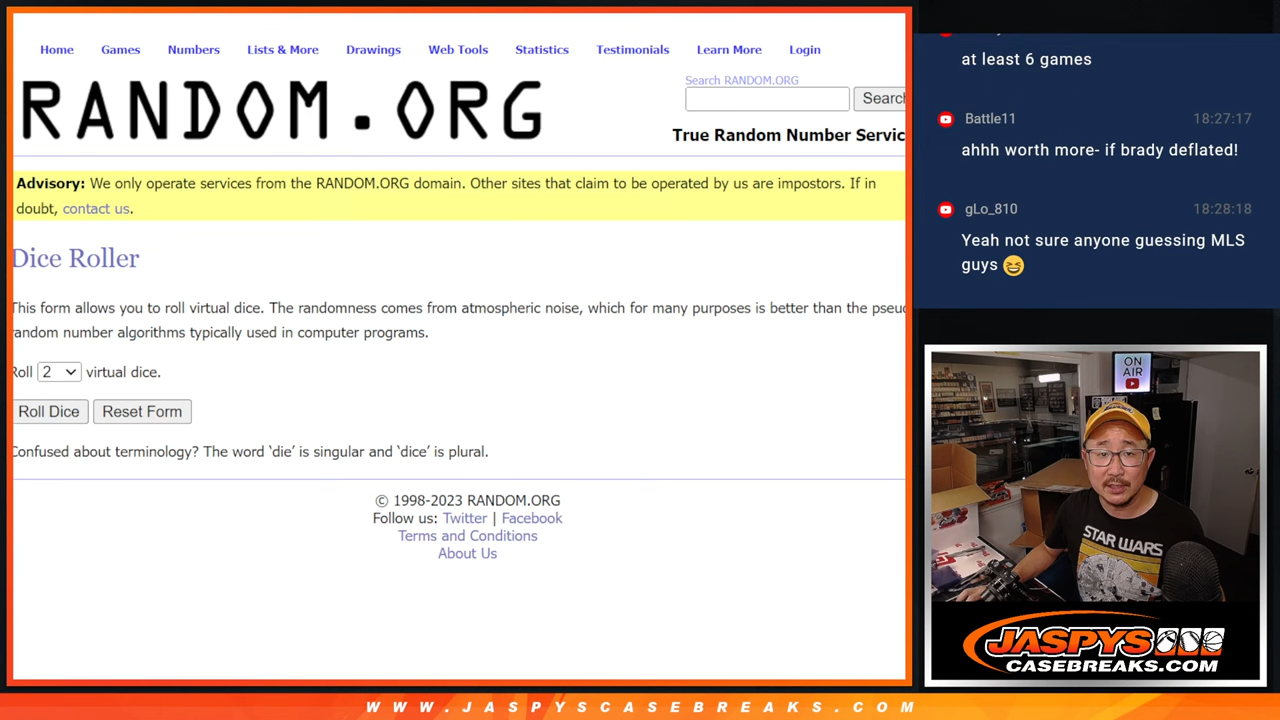 Home Games Numbers Lists & More Drawings Web Tools Statistics Testimonials Learn More Login
RANDOM.ORG
Search RANDOM.ORG
Search
True Random Number Servic
Advisory: We only operate services from the RANDOM.ORG domain. Other sites that claim to be operated by us are impostors. If in
doubt, contact us.
Dice Roller
This form allows you to roll virtual dice. The randomness comes from atmospheric noise, which for many purposes is better than the pseudo
random number algorithms typically used in computer programs.
Roll 2 virtual dice.
Roll Dice Reset Form
Confused about terminology? The word ‘die’ is singular and ‘dice’ is plural.
© 1998-2023 RANDOM.ORG
Follow us: Twitter | Facebook
Terms and Conditions
About Us
at least 6 games
Battle11 18:27:17
ahhh worth more- if brady deflated!
gLo_810 18:28:18
Yeah not sure anyone guessing MLS
guys 😆
ON
AIR
STAR WARS
JASPYS
CASEBREAKS.COM
WWW.JASPYSCASEBREAKS.COM